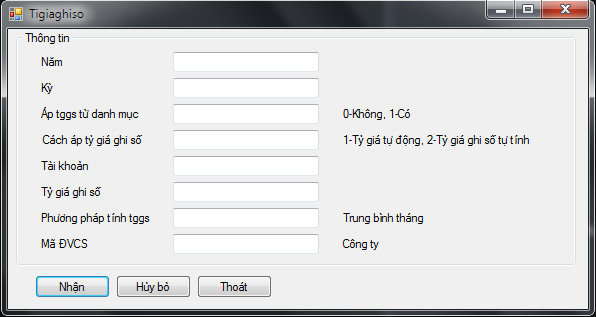 Tigiaghiso
Thông tin
Năm
Kỳ
Áp tggs từ danh mục 0-Không, 1-Có
Cách áp tỷ giá ghi sổ 1-Tỷ giá tự động, 2-Tỷ giá ghi sổ tự tính
Tài khoản
Tỷ giá ghi sổ
Phương pháp tính tggs Trung bình tháng
Mã ĐVCS Công ty
Nhận Hủy bỏ Thoát